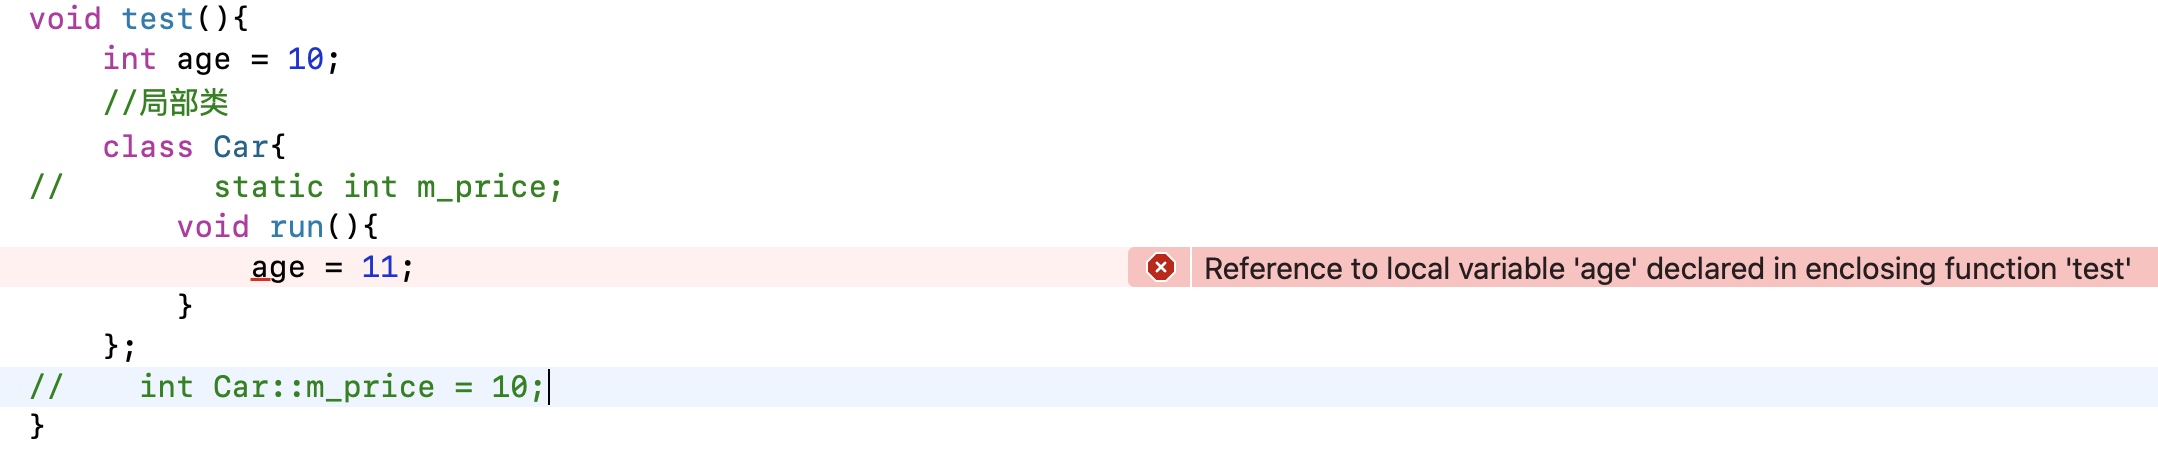 void test(){
    int age = 10;
    //局部类
    class Car{
//        static int m_price;
        void run(){
            age = 11; Reference to local variable 'age' declared in enclosing function 'test'
        }
    };
//    int Car::m_price = 10;
}